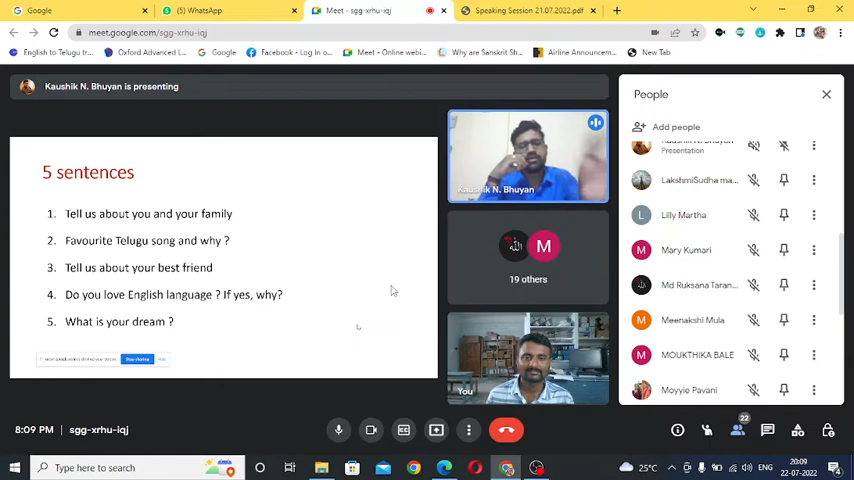 Google
(5) WhatsApp
Meet - sgg-xrhu-iqj
Speaking Session 21.07.2022.pdf
meet.google.com/sgg-xrhu-iqj
English to Telugu tr...
Oxford Advanced L...
Google
Facebook - Log In o...
Meet • Online webi...
Why are Sanskrit Sh...
Airline Announcem...
New Tab
Kaushik N. Bhuyan is presenting
5 sentences
1. Tell us about you and your family
2. Favourite Telugu song and why ?
3. Tell us about your best friend
4. Do you love English language ? If yes, why?
5. What is your dream ?
Stop sharing
Hide
Kaushik N. Bhuyan
M
19 others
You
People
Add people
Kaushik N. Bhuyan
Presentation
LakshmiSudha ma...
L
Lilly Martha
M
Mary Kumari
Md Ruksana Taran...
M
Meenakshi Mula
M
MOUKTHIKA BALE
Moyyie Pavani
8:09 PM | sgg-xrhu-iqj
22
Type here to search
25°C
ENG
20:09
22-07-2022
4